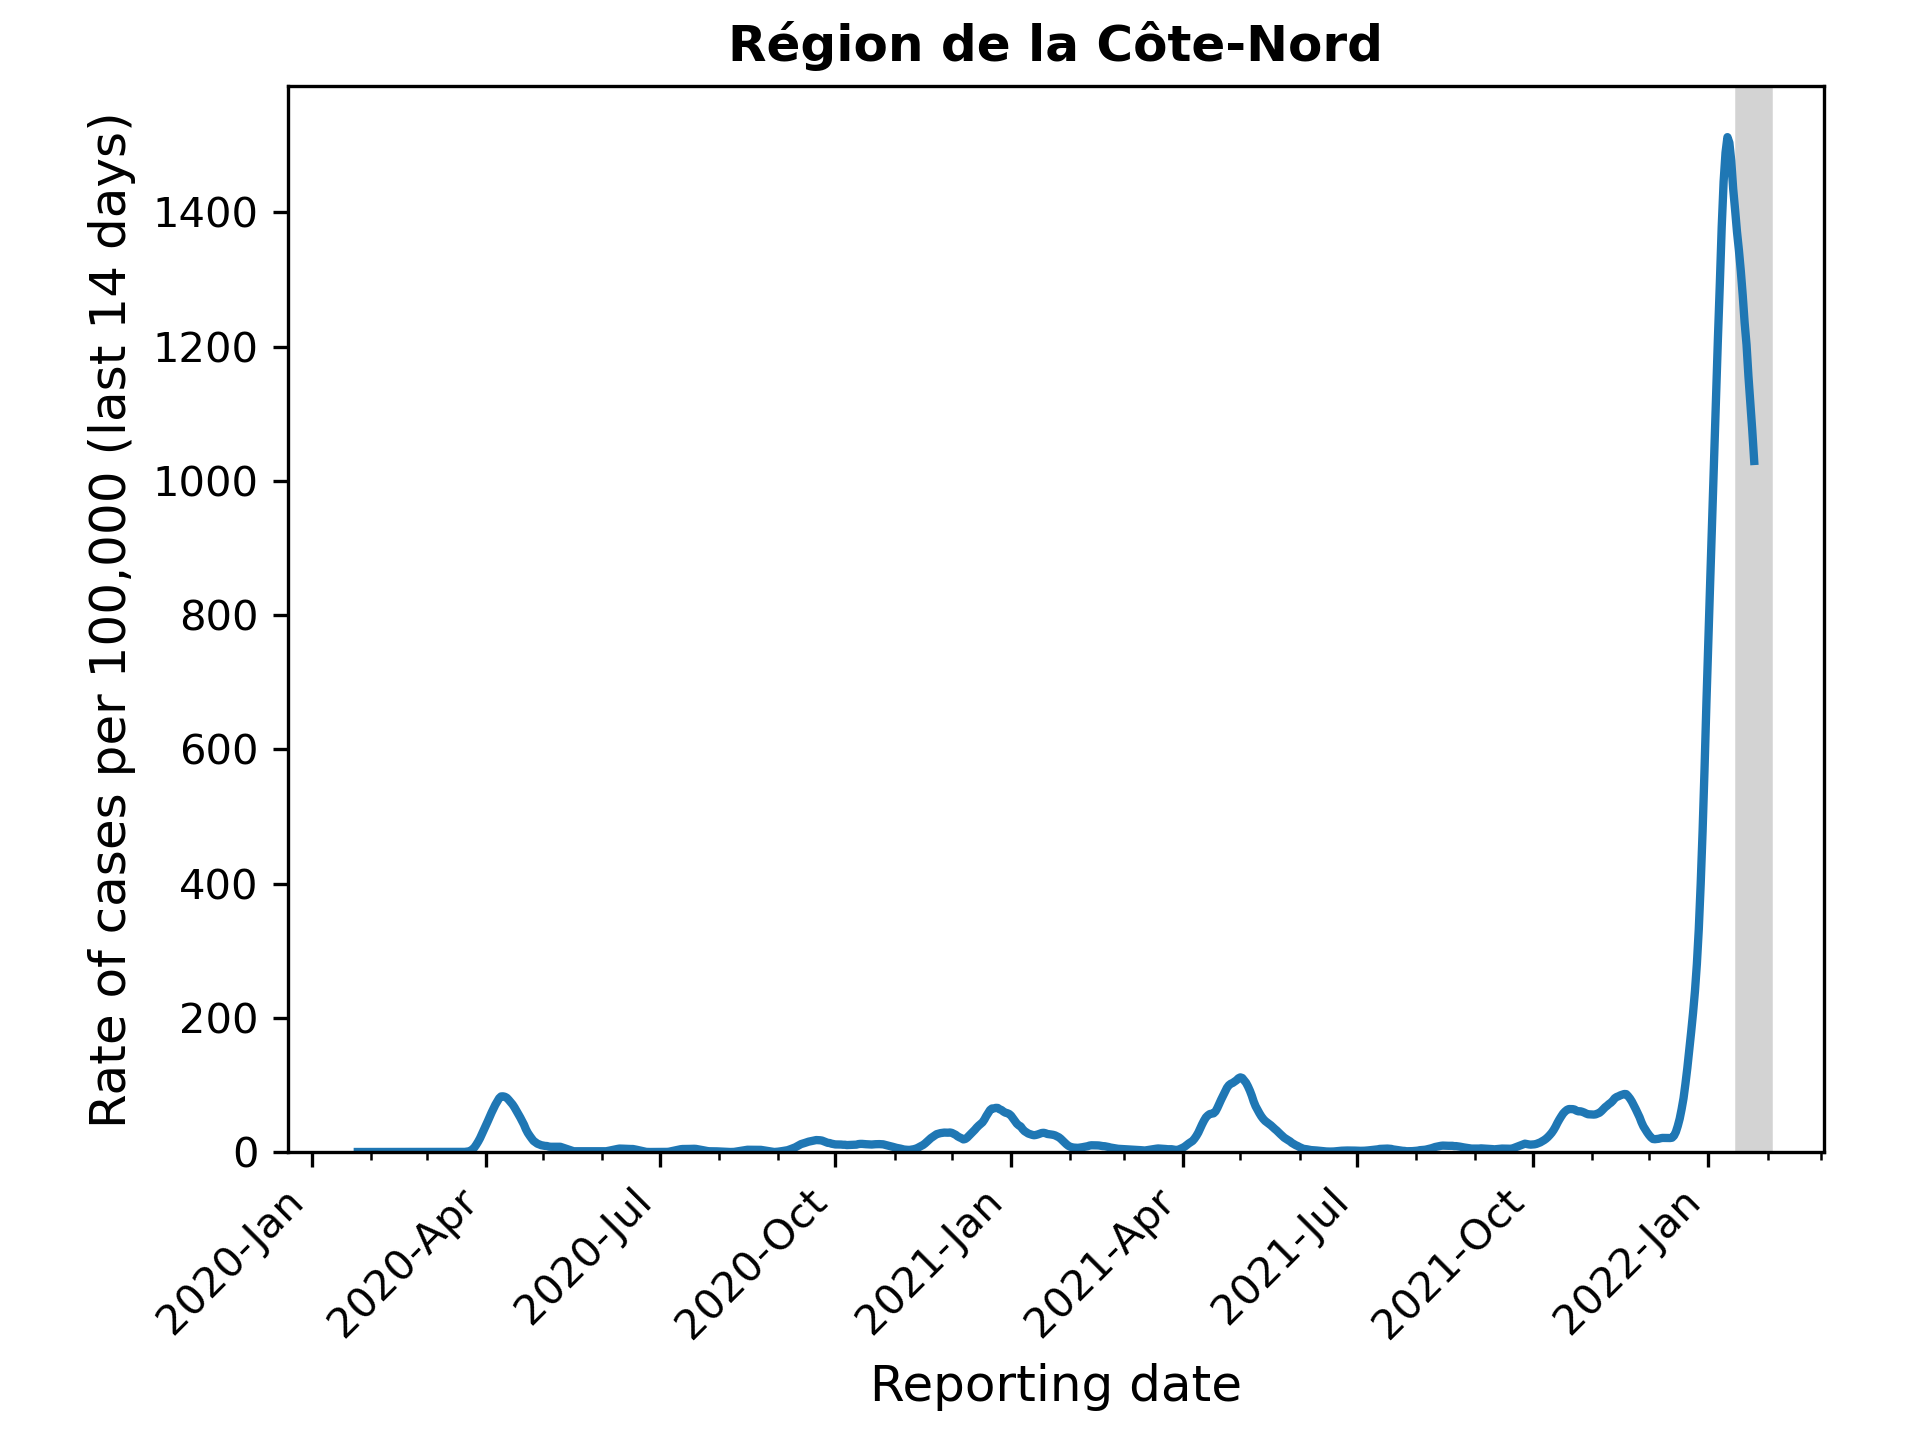 Région de la Côte-Nord
Rate of cases per 100,000 (last 14 days)
1400
1200
1000
800
600
400
200
0
2020-Jan
2020-Apr
2020-Jul
2020-Oct
2021-Jan
2021-Apr
2021-Jul
2021-Oct
2022-Jan
Reporting date